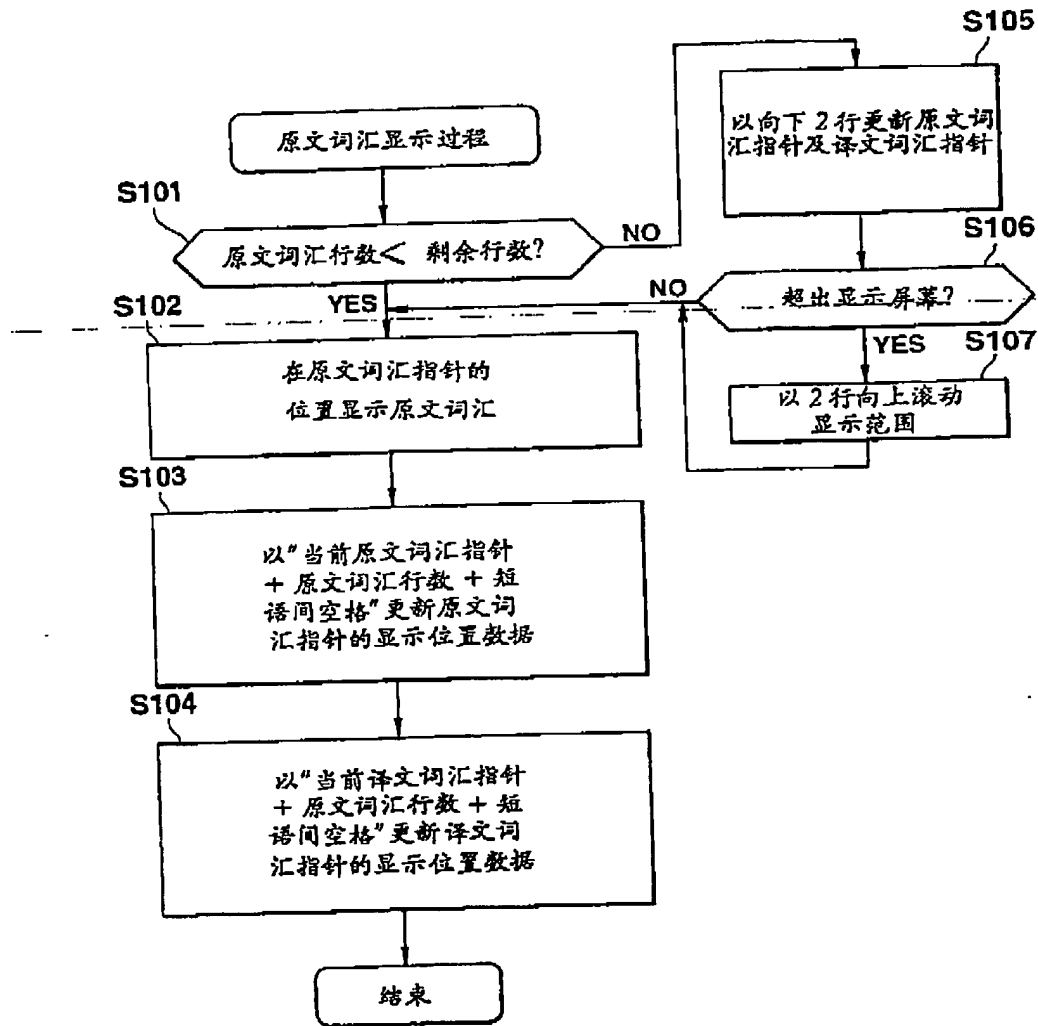 原文词汇显示过程
S101
原文词汇行数< 剩余行数?
NO
YES
S105
以向下2行更新原文词
汇指针及译文词汇指针
S106
超出显示屏幕?
NO
YES
S107
以2行向上滚动
显示范围
S102
在原文词汇指针的
位置显示原文词汇
S103
以"当前原文词汇指针
+ 原文词汇行数 + 短
语间空格"更新原文词
汇指针的显示位置数据
S104
以"当前译文词汇指针
+ 原文词汇行数 + 短
语间空格"更新译文词
汇指针的显示位置数据
结束